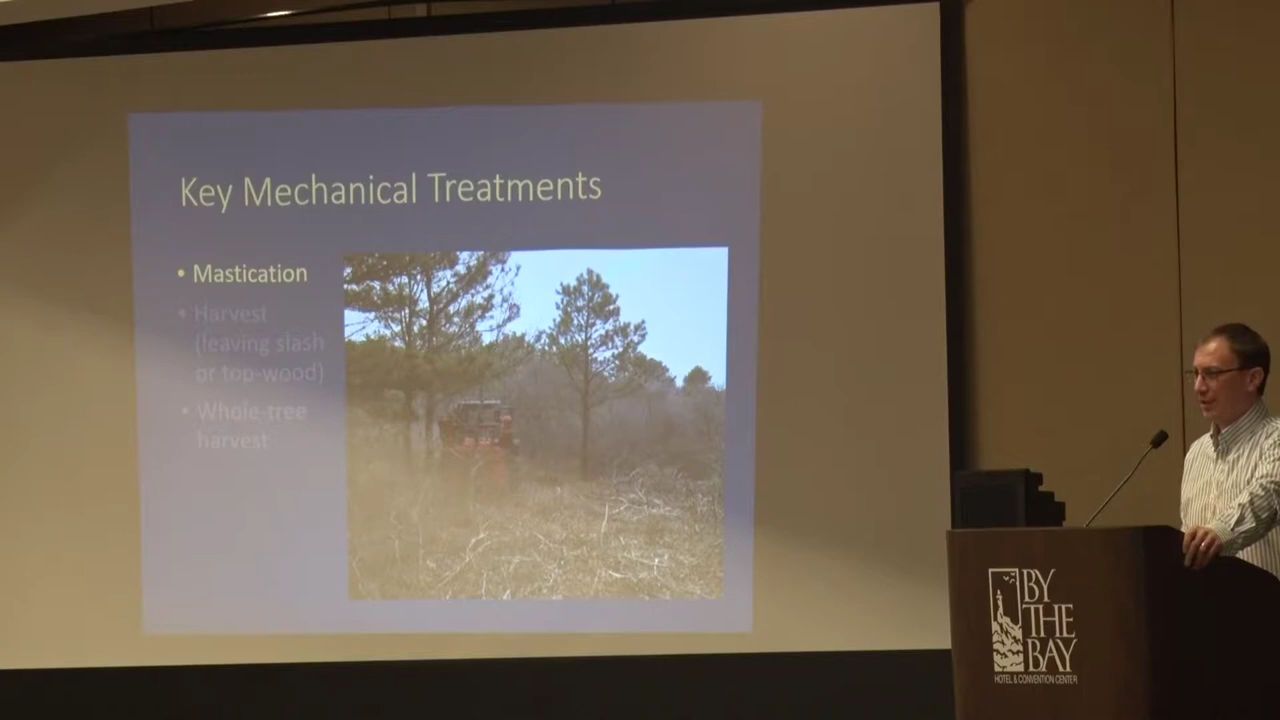 Key Mechanical Treatments
• Mastication
• Harvest
(leaving slash
or top-wood)
• Whole-tree
harvest
BY
THE
BAY
HOTEL & CONVENTION CENTER